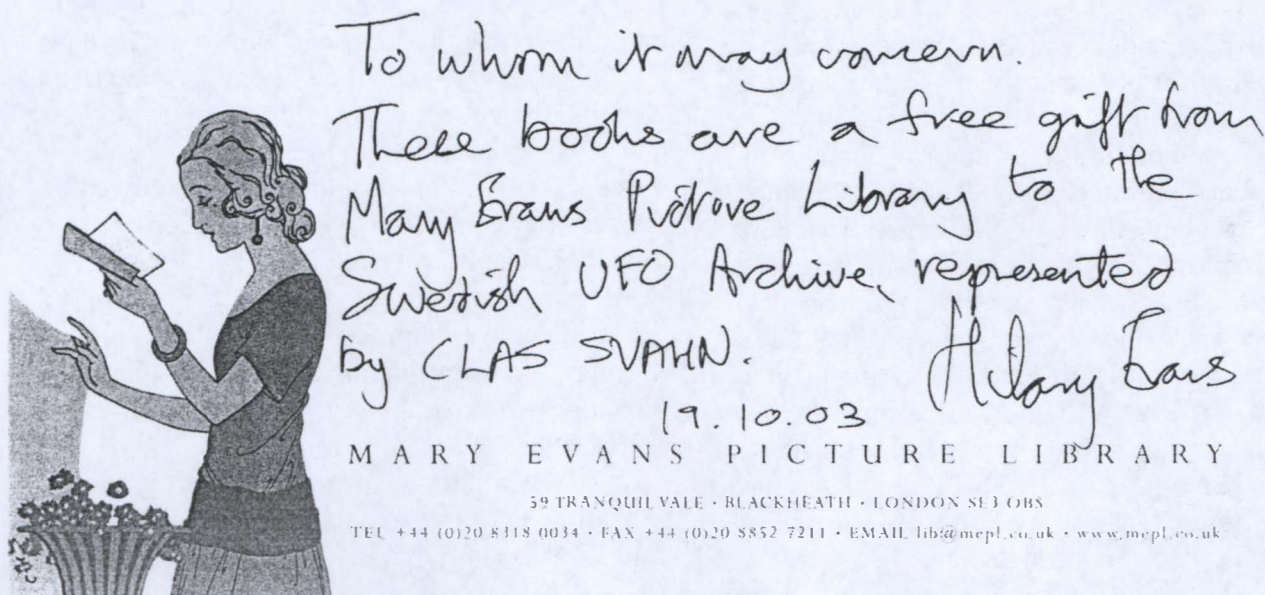 To whom it may concern.
These books are a free gift from
Mary Evans Picture Library to the
Swedish UFO Archive, represented
by CLAS SVAHN.
Hilary Evans
19.10.03
MARY EVANS PICTURE LIBRARY
59 TRANQUIL VALE · BLACKHEATH · LONDON SE3 OBS
TEL +44 (0)20 8318 0034 · FAX +44 (0)20 8852 7211 · EMAIL lib@mepl.co.uk · www.mepl.co.uk